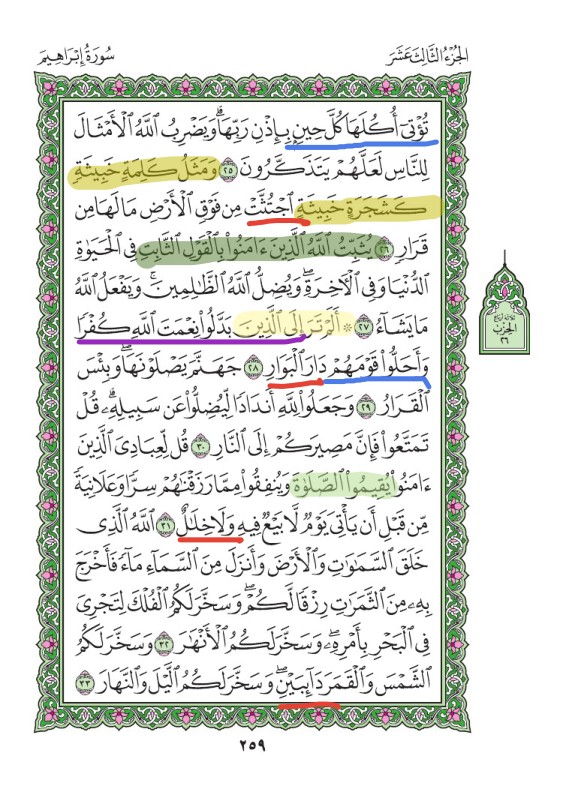 الجُزْءُ الثَّالِثَ عَشَرَ
سُورَةُ إِبْرَاهِيمَ
تُؤْتِىٓ أُكُلَهَا كُلَّ حِينٍۭ بِإِذْنِ رَبِّهَا ۗ وَيَضْرِبُ ٱللَّهُ ٱلْأَمْثَالَ
لِلنَّاسِ لَعَلَّهُمْ يَتَذَكَّرُونَ ٢٥ وَمَثَلُ كَلِمَةٍ خَبِيثَةٍ
كَشَجَرَةٍ خَبِيثَةٍ ٱجْتُثَّتْ مِن فَوْقِ ٱلْأَرْضِ مَا لَهَا مِن
قَرَارٍ ٢٦ يُثَبِّتُ ٱللَّهُ ٱلَّذِينَ ءَامَنُوا۟ بِٱلْقَوْلِ ٱلثَّابِتِ فِى ٱلْحَيَوٰةِ
ٱلدُّنْيَا وَفِى ٱلْـَٔاخِرَةِ ۖ وَيُضِلُّ ٱللَّهُ ٱلظَّـٰلِمِينَ ۚ وَيَفْعَلُ ٱللَّهُ
مَا يَشَآءُ ٢٧ ۞ أَلَمْ تَرَ إِلَى ٱلَّذِينَ بَدَّلُوا۟ نِعْمَتَ ٱللَّهِ كُفْرًا
وَأَحَلُّوا۟ قَوْمَهُمْ دَارَ ٱلْبَوَارِ ٢٨ جَهَنَّمَ يَصْلَوْنَهَا ۖ وَبِئْسَ
ٱلْقَرَارُ ٢٩ وَجَعَلُوا۟ لِلَّهِ أَندَادًا لِّيُضِلُّوا۟ عَن سَبِيلِهِۦ ۗ قُلْ
تَمَتَّعُوا۟ فَإِنَّ مَصِيرَكُمْ إِلَى ٱلنَّارِ ٣٠ قُل لِّعِبَادِىَ ٱلَّذِينَ
ءَامَنُوا۟ يُقِيمُوا۟ ٱلصَّلَوٰةَ وَيُنفِقُوا۟ مِمَّا رَزَقْنَـٰهُمْ سِرًّا وَعَلَانِيَةً
مِّن قَبْلِ أَن يَأْتِىَ يَوْمٌ لَّا بَيْعٌ فِيهِ وَلَا خِلَـٰلٌ ٣١ ٱللَّهُ ٱلَّذِى
خَلَقَ ٱلسَّمَـٰوَٰتِ وَٱلْأَرْضَ وَأَنزَلَ مِنَ ٱلسَّمَآءِ مَآءً فَأَخْرَجَ
بِهِۦ مِنَ ٱلثَّمَرَٰتِ رِزْقًا لَّكُمْ ۖ وَسَخَّرَ لَكُمُ ٱلْفُلْكَ لِتَجْرِىَ
فِى ٱلْبَحْرِ بِأَمْرِهِۦ ۖ وَسَخَّرَ لَكُمُ ٱلْأَنْهَـٰرَ ٣٢ وَسَخَّرَ لَكُمُ
ٱلشَّمْسَ وَٱلْقَمَرَ دَآئِبَيْنِ ۖ وَسَخَّرَ لَكُمُ ٱلَّيْلَ وَٱلنَّهَارَ ٣٣
ثلاثة أرباع
الحزب
٢٦
٢٥٩